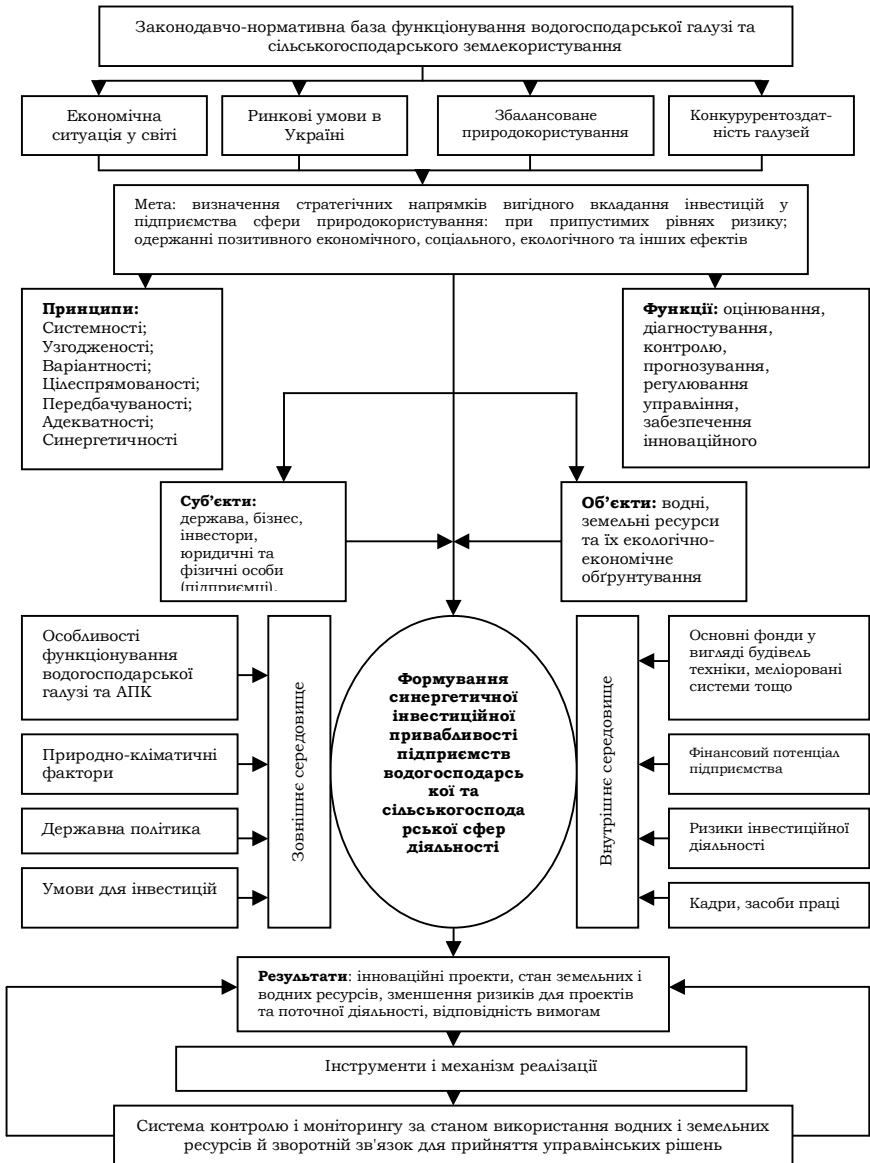 Законодавчо-нормативна база функціонування водогосподарської галузі та
сільськогосподарського землекористування
Економічна
ситуація у світі
Ринкові умови в
Україні
Збалансоване
природокористування
Конкурурентоздат-
ність галузей
Мета: визначення стратегічних напрямків вигідного вкладання інвестицій у
підприємства сфери природокористування: при припустимих рівнях ризику;
одержанні позитивного економічного, соціального, екологічного та інших ефектів
Принципи:
Системності;
Узгодженості;
Варіантності;
Цілеспрямованості;
Передбачуваності;
Адекватності;
Синергетичності
Функції: оцінювання,
діагностування,
контролю,
прогнозування,
регулювання
управління,
забезпечення
інноваційного
Суб’єкти:
держава, бізнес,
інвестори,
юридичні та
фізичні особи
(підприємці).
Об’єкти: водні,
земельні ресурси
та їх екологічно-
економічне
обґрунтування
Особливості
функціонування
водогосподарської
галузі та АПК
Природно-кліматичні
фактори
Державна політика
Умови для інвестицій
Зовнішнє середовище
Формування
синергетичної
інвестиційної
привабливості
підприємств
водогосподарсь
кої та
сільськогоспода
рської сфер
діяльності
Внутрішнє середовище
Основні фонди у
вигляді будівель
техніки, меліоровані
системи тощо
Фінансовий потенціал
підприємства
Ризики інвестиційної
діяльності
Кадри, засоби праці
Результати: інноваційні проекти, стан земельних і
водних ресурсів, зменшення ризиків для проектів
та поточної діяльності, відповідність вимогам
Інструменти і механізм реалізації
Система контролю і моніторингу за станом використання водних і земельних
ресурсів й зворотній зв'язок для прийняття управлінських рішень